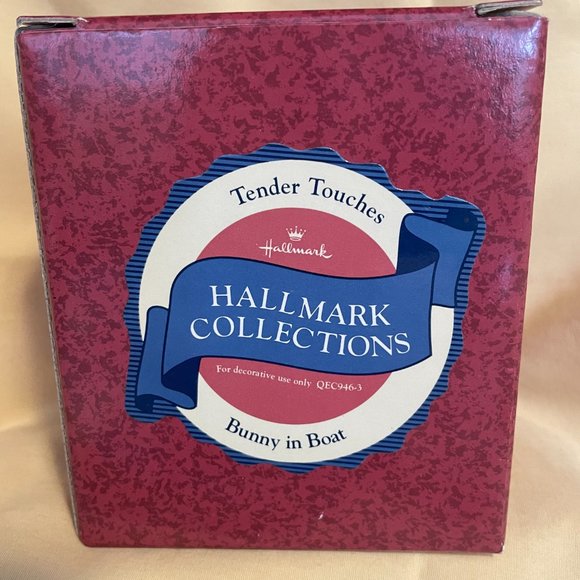 Tender Touches
Hallmark
HALLMARK
COLLECTIONS
For decorative use only QEC946-3
Bunny in Boat